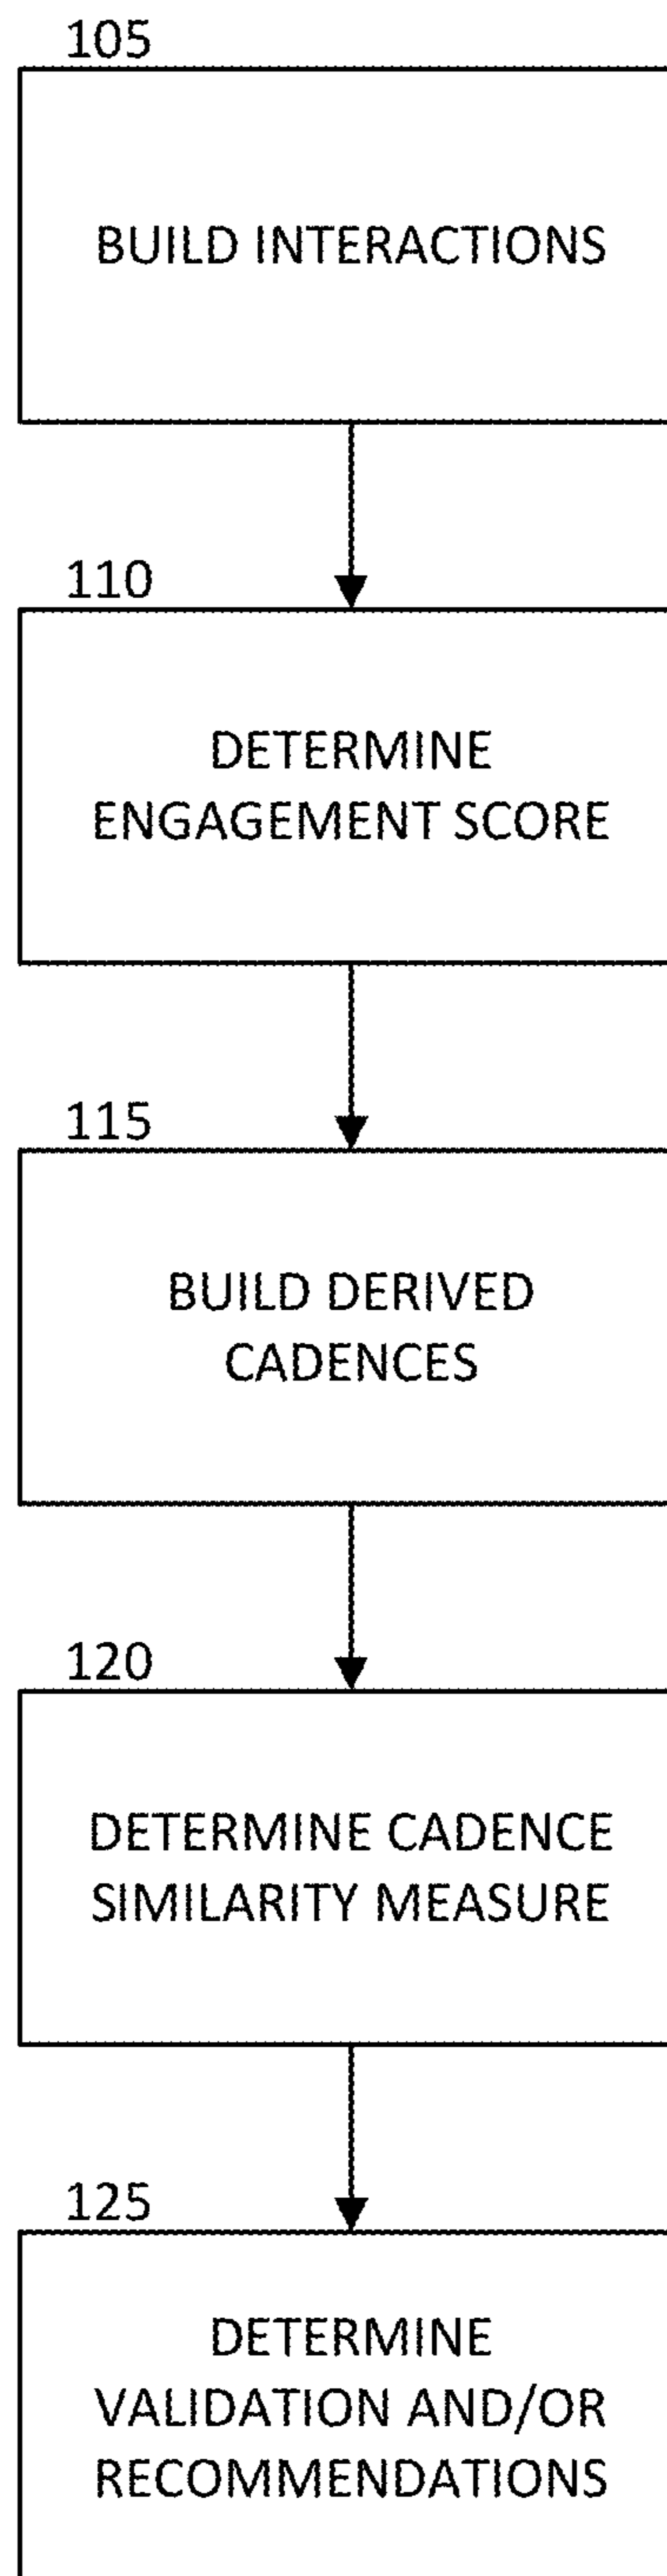 105
BUILD INTERACTIONS
110
DETERMINE
ENGAGEMENT SCORE
115
BUILD DERIVED
CADENCES
120
DETERMINE CADENCE
SIMILARITY MEASURE
125
DETERMINE
VALIDATION AND/OR
RECOMMENDATIONS